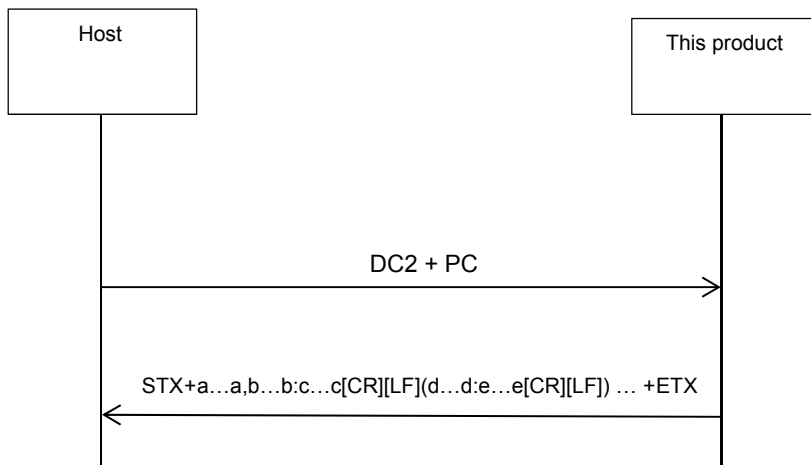 Host
This product
DC2 + PC
STX+a…a,b…b:c…c[CR][LF](d…d:e…e[CR][LF]) … +ETX